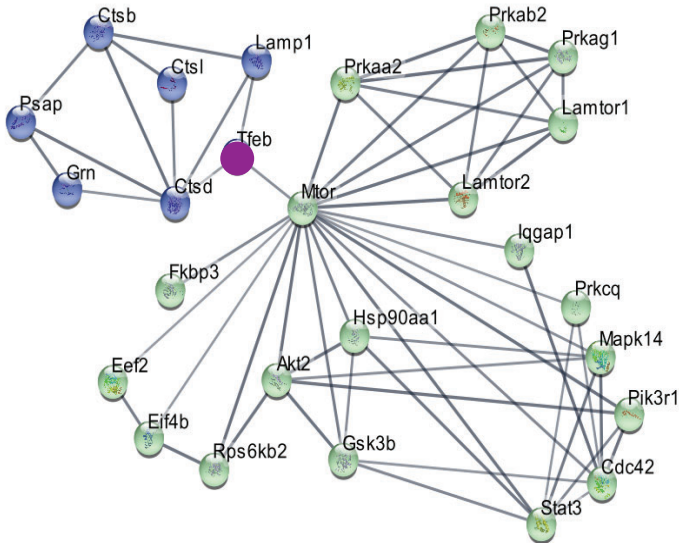 Ctsb
Lamp1
Ctsl
Psap
Tfeb
Grn
Ctsd
Prkab2
Prkag1
Prkaa2
Lamtor1
Lamtor2
Mtor
Iqgap1
Fkbp3
Prkcq
Hsp90aa1
Mapk14
Eef2
Akt2
Pik3r1
Eif4b
Rps6kb2
Gsk3b
Cdc42
Stat3